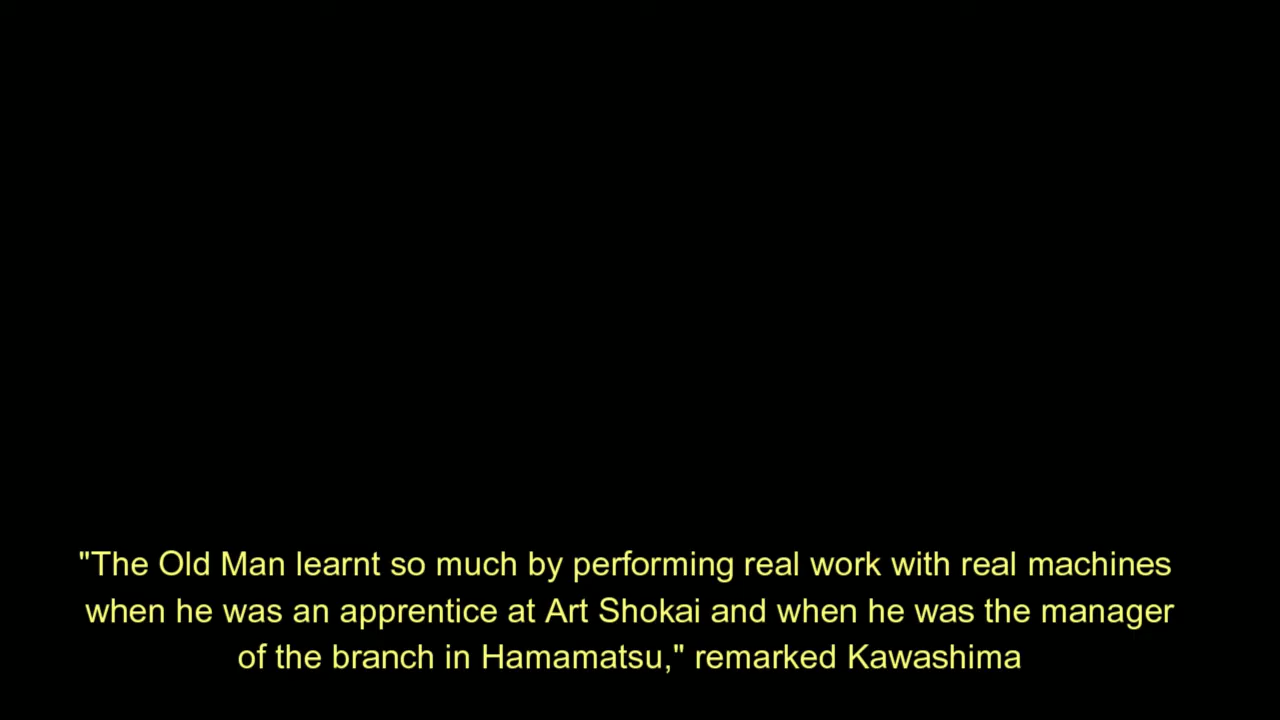 "The Old Man learnt so much by performing real work with real machines
when he was an apprentice at Art Shokai and when he was the manager
of the branch in Hamamatsu," remarked Kawashima